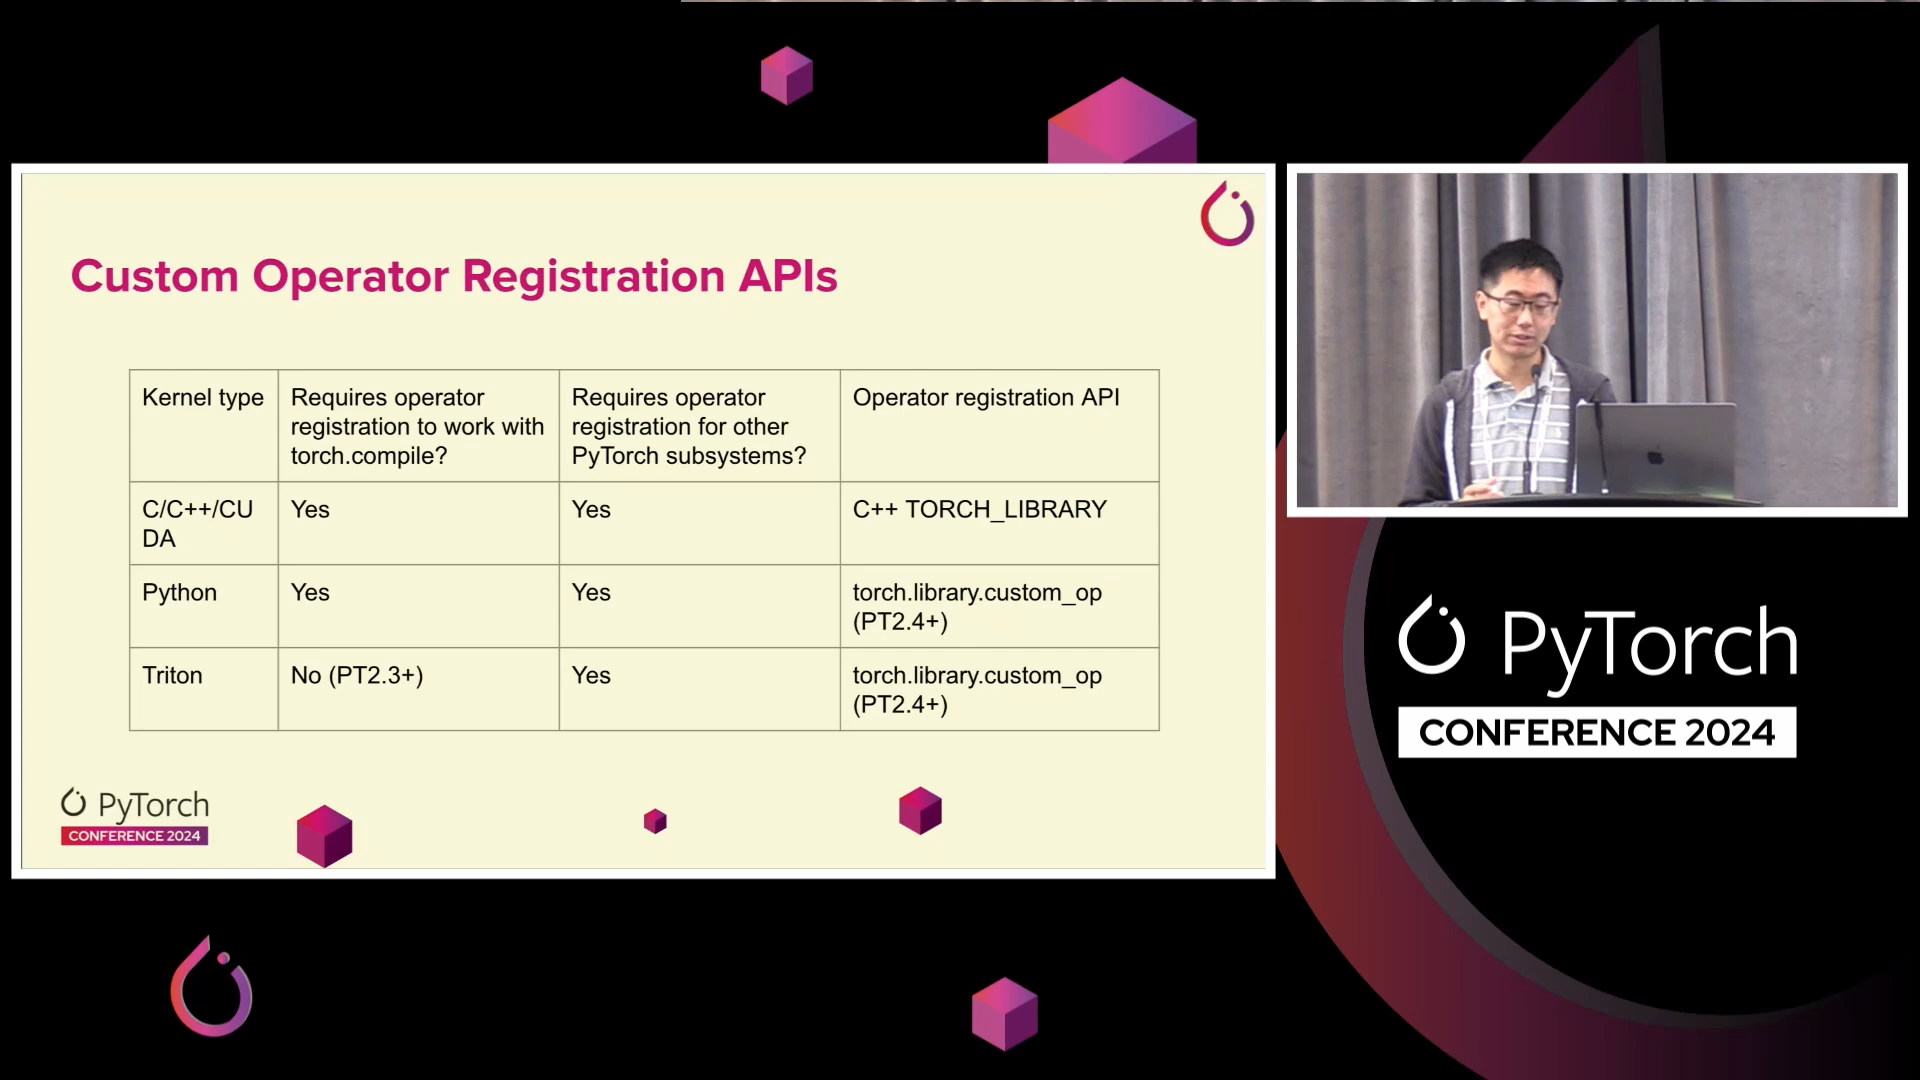 Custom Operator Registration APIs
Kernel type
Requires operator
registration to work with
torch.compile?
Requires operator
registration for other
PyTorch subsystems?
Operator registration API
C/C++/CU
DA
Yes
Yes
C++ TORCH_LIBRARY
Python
Yes
Yes
torch.library.custom_op
(PT2.4+)
Triton
No (PT2.3+)
Yes
torch.library.custom_op
(PT2.4+)
PyTorch
CONFERENCE 2024
PyTorch
CONFERENCE 2024